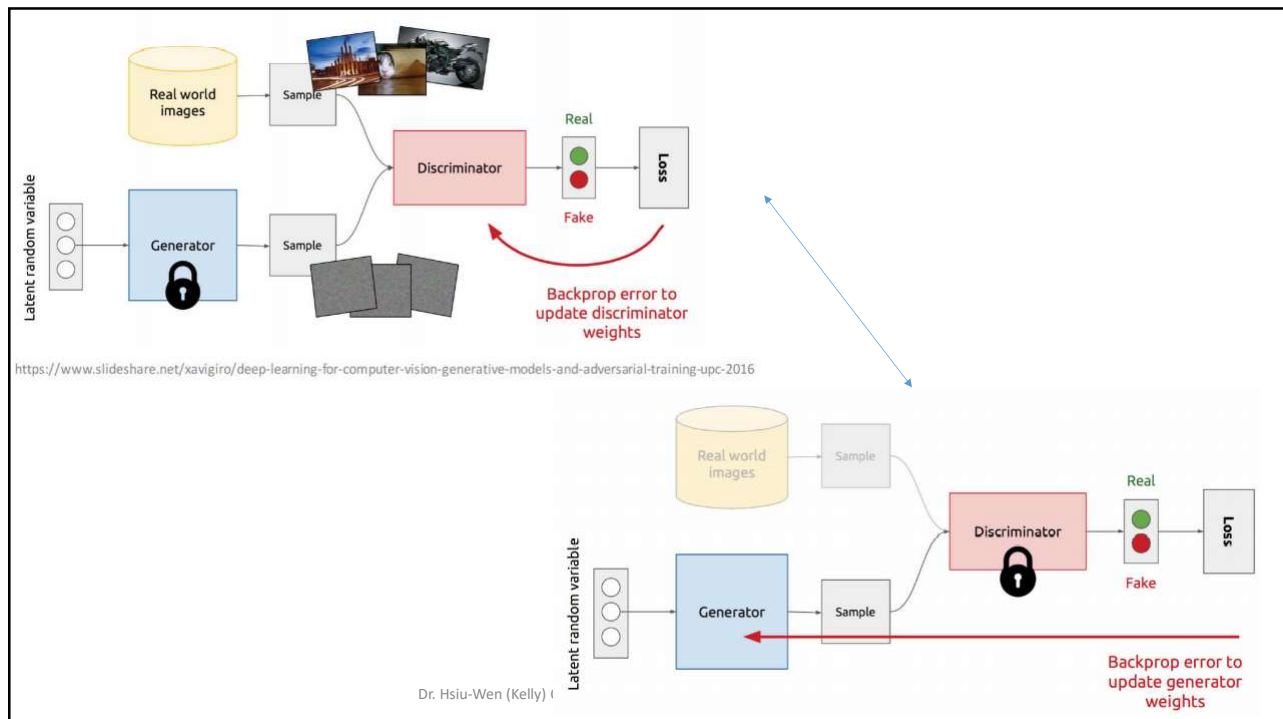 Real world
images
Sample
Real
Discriminator
Loss
Fake
Latent random variable
Generator
Sample
Backprop error to
update discriminator
weights
https://www.slideshare.net/xavigiro/deep-learning-for-computer-vision-generative-models-and-adversarial-training-upc-2016
Real world
images
Sample
Real
Discriminator
Loss
Fake
Latent random variable
Generator
Sample
Backprop error to
update generator
weights
Dr. Hsiu-Wen (Kelly)